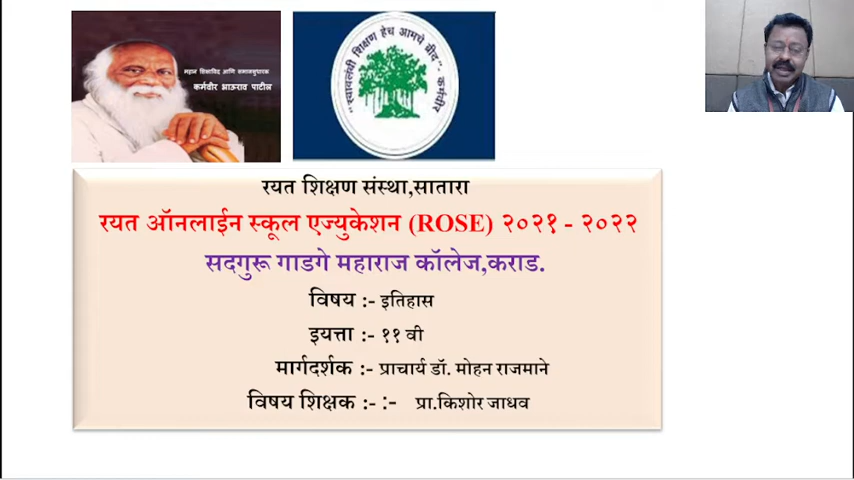 महान शिक्षाविद आणि समाजसुधारक
कर्मवीर भाऊराव पाटील
"स्वावलंबी शिक्षण हेच आमचे ब्रीद"- कर्मवीर
रयत शिक्षण संस्था,सातारा
रयत ऑनलाईन स्कूल एज्युकेशन (ROSE) २०२१ - २०२२
सदगुरू गाडगे महाराज कॉलेज,कराड.
विषय :- इतिहास
इयत्ता :- ११ वी
मार्गदर्शक :- प्राचार्य डॉ. मोहन राजमाने
विषय शिक्षक :- :- प्रा.किशोर जाधव